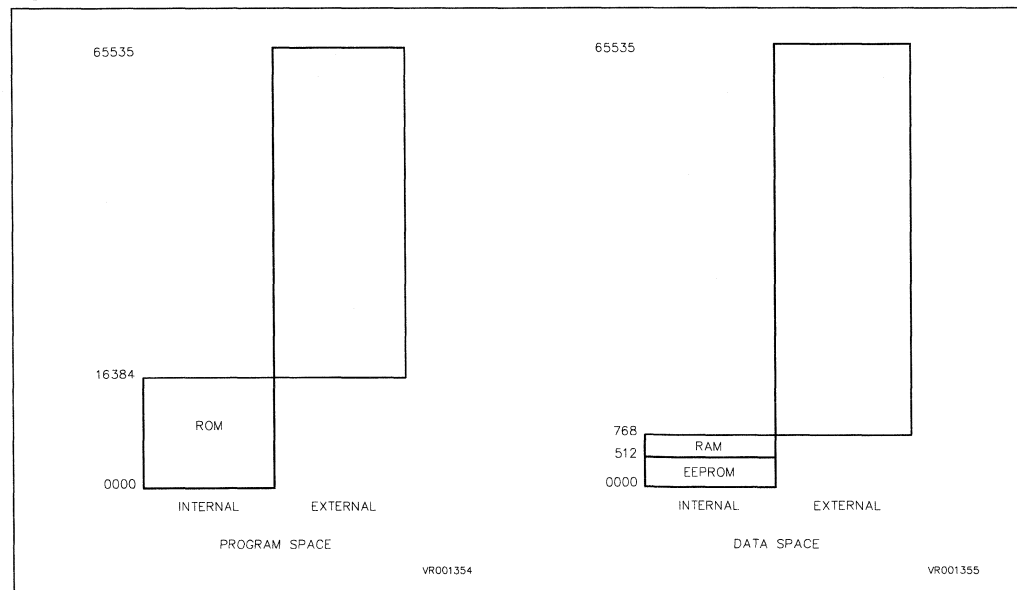 65535
16384
ROM
0000
INTERNAL EXTERNAL
PROGRAM SPACE
VR001354
65535
768
RAM
512
EEPROM
0000
INTERNAL EXTERNAL
DATA SPACE
VR001355